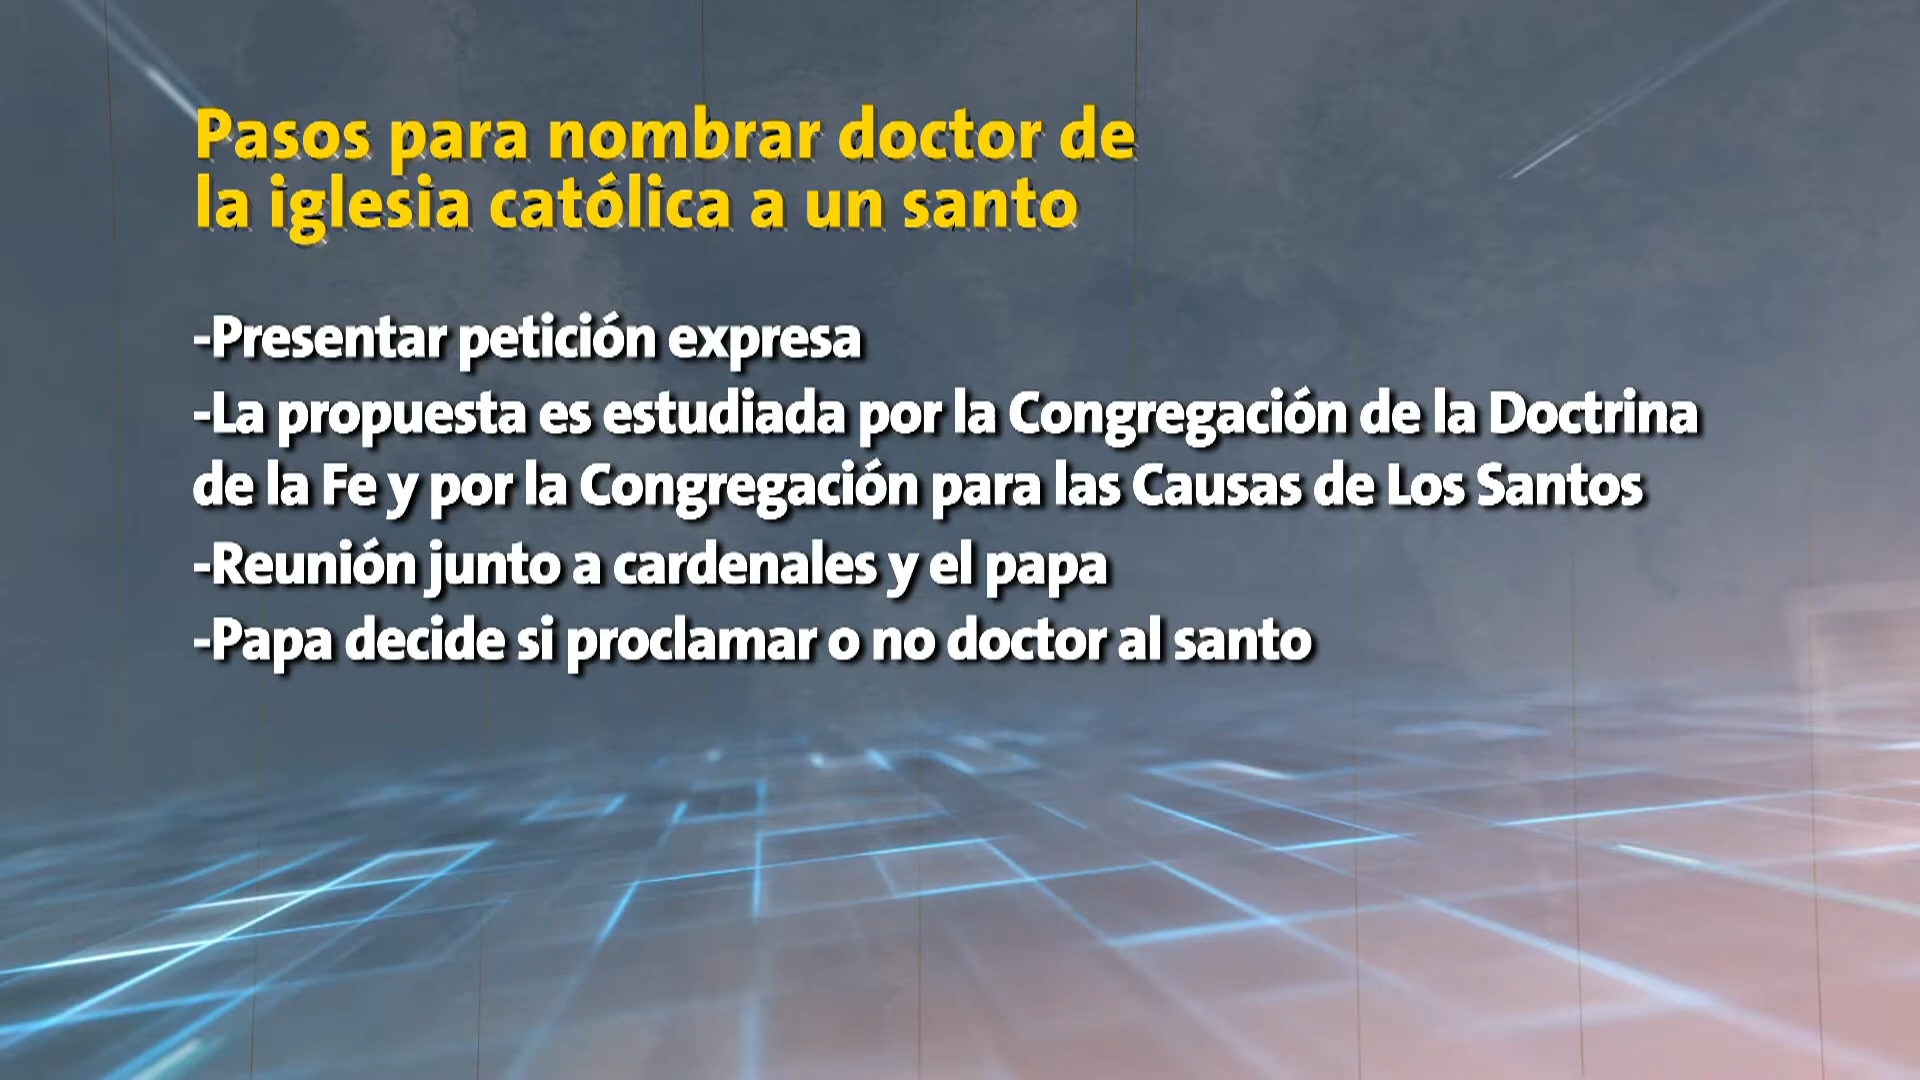 Pasos para nombrar doctor de
la iglesia católica a un santo
-Presentar petición expresa
-La propuesta es estudiada por la Congregación de la Doctrina
de la Fe y por la Congregación para las Causas de Los Santos
-Reunión junto a cardenales y el papa
-Papa decide si proclamar o no doctor al santo